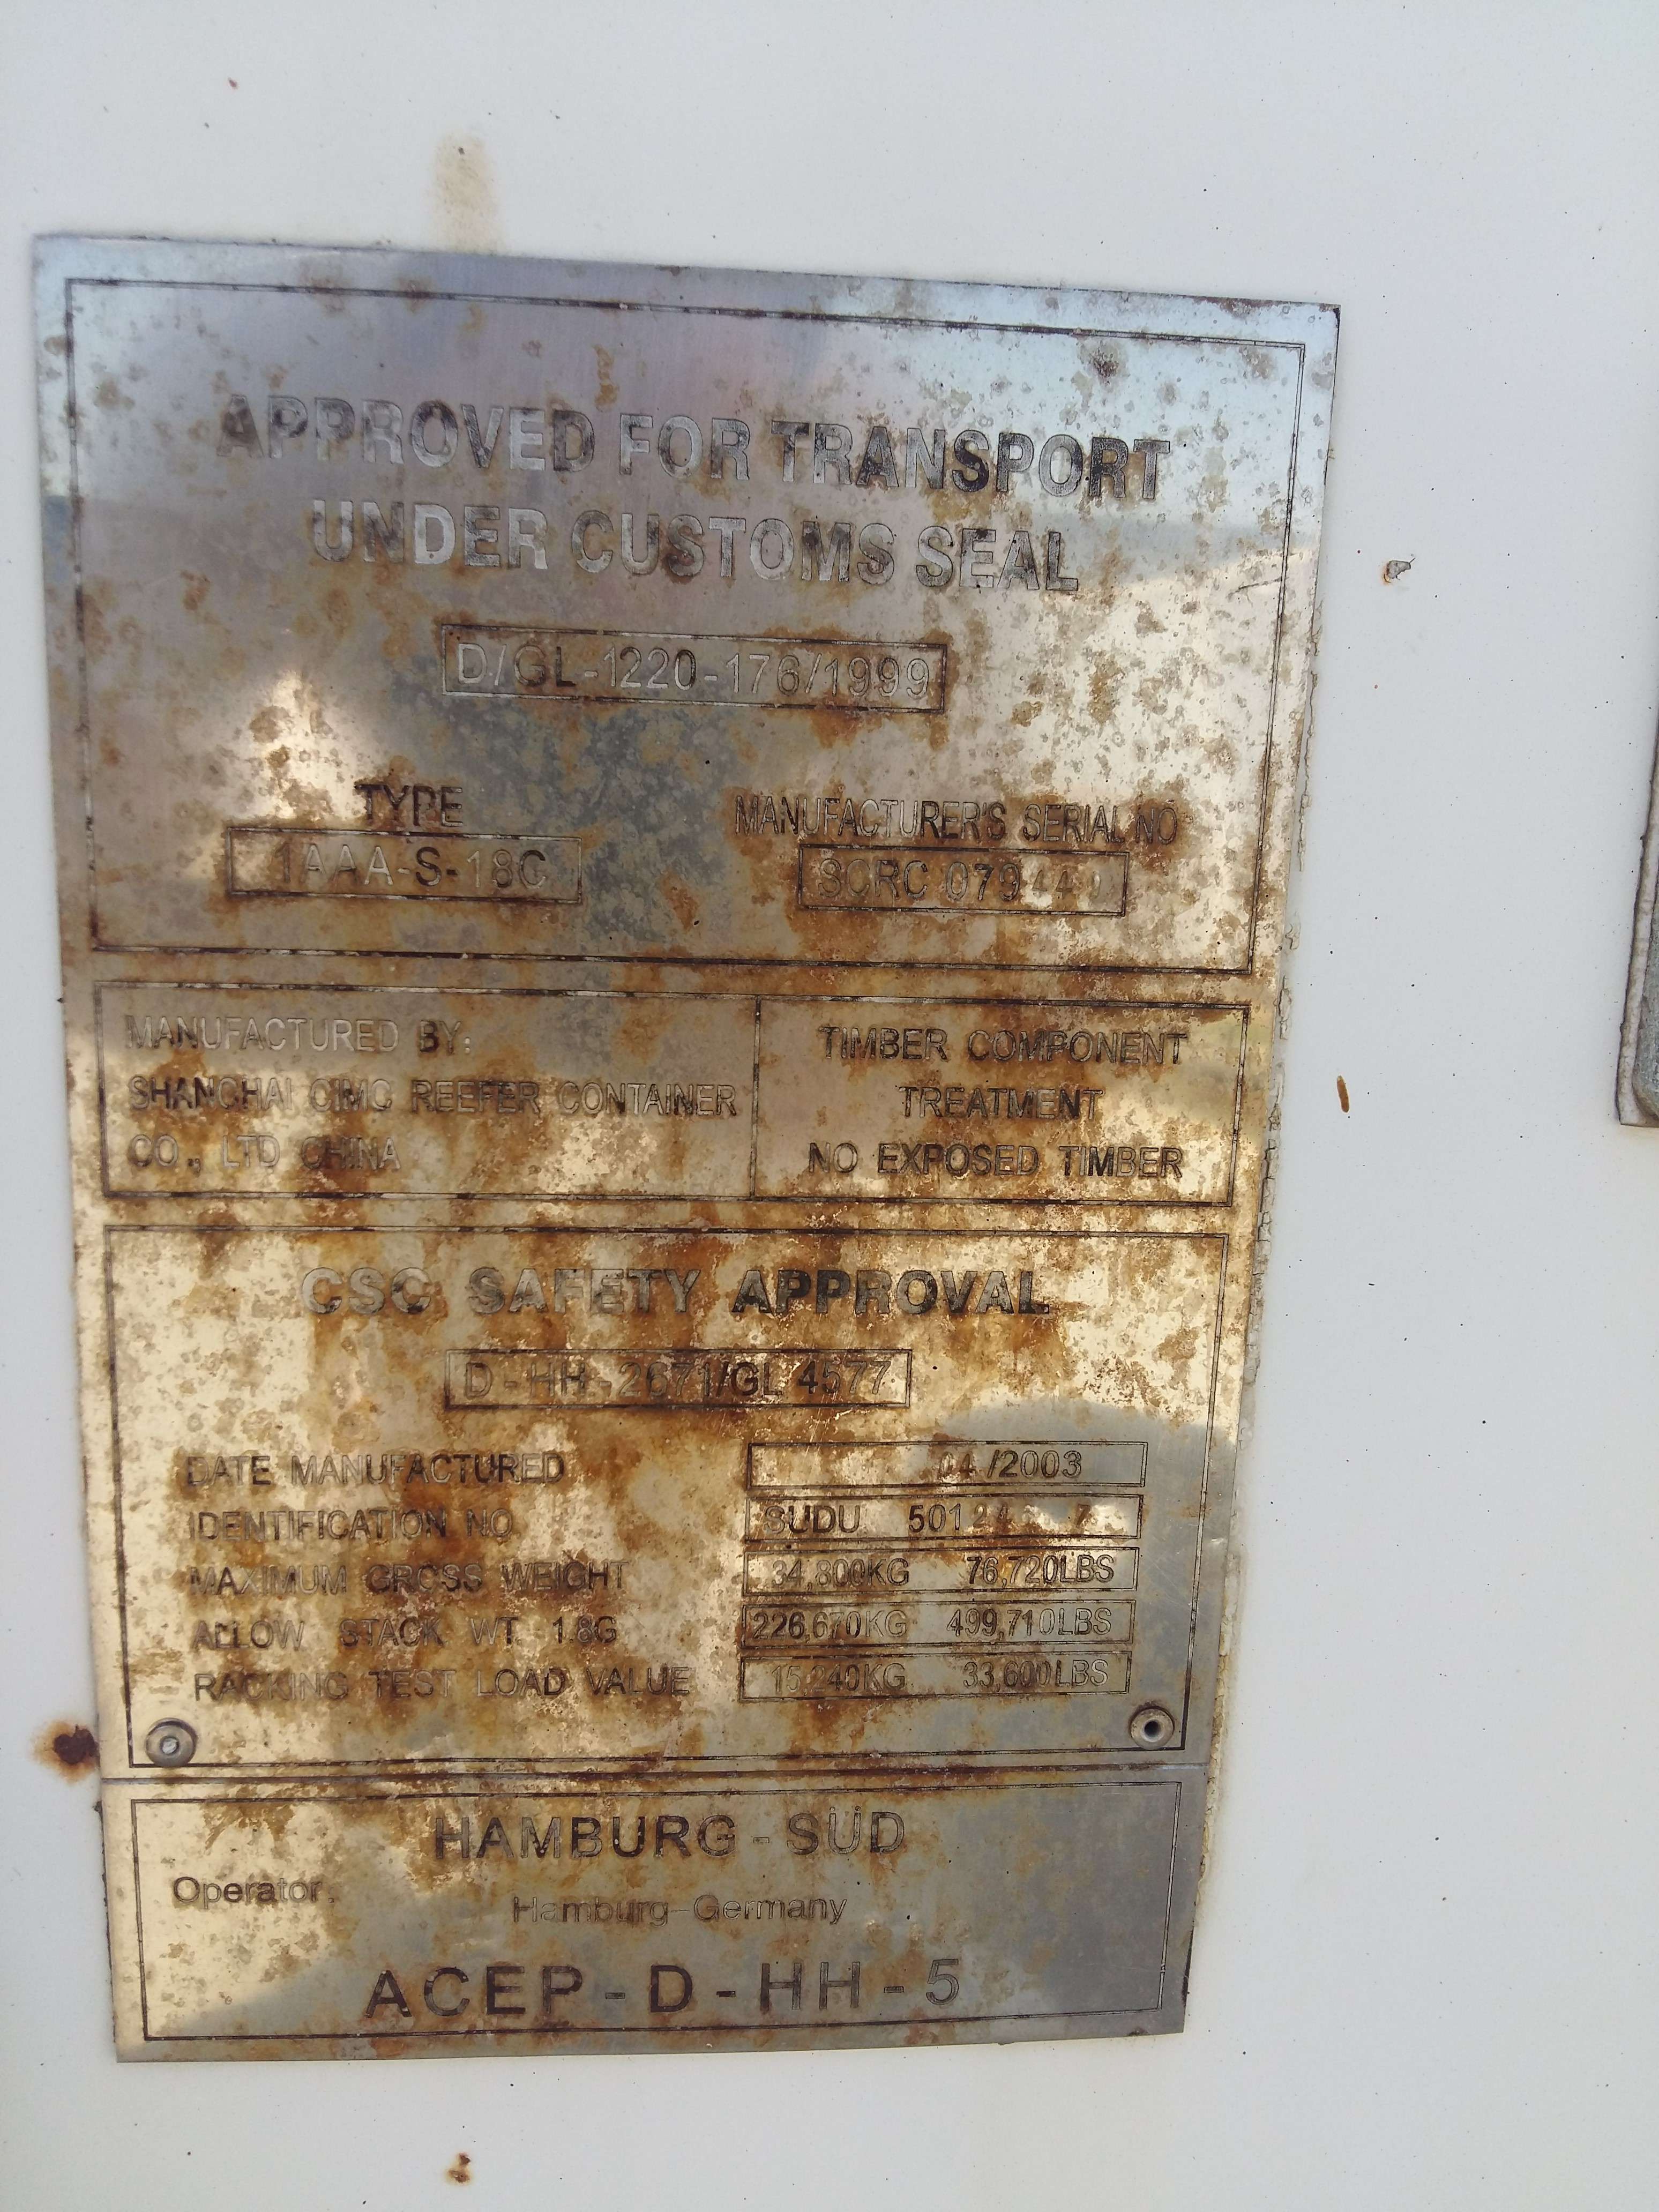 APPROVED FOR TRANSPORT
UNDER CUSTOMS SEAL
D/GL-1220-176/1999
TYPE
1AAA-S-18C
MANUFACTURER'S SERIAL NO
SCRC
MANUFACTURED BY:
SHANGHAI CIMC REEFER CONTAINER
CO., LTD CHINA
TIMBER COMPONENT
TREATMENT
NO EXPOSED TIMBER
CSC SAFETY APPROVAL
D-HH-2671/GL 4577
DATE MANUFACTURED 04/2003
IDENTIFICATION NO SUDU
MAXIMUM GROSS WEIGHT 34,800KG 76,720LBS
ALLOW STACK WT 1.8G 226,670KG 499,710LBS
RACKING TEST LOAD VALUE 15,240KG 33,600LBS
HAMBURG-SÜD
Operator.
Hamburg-Germany
ACEP-D-HH-5